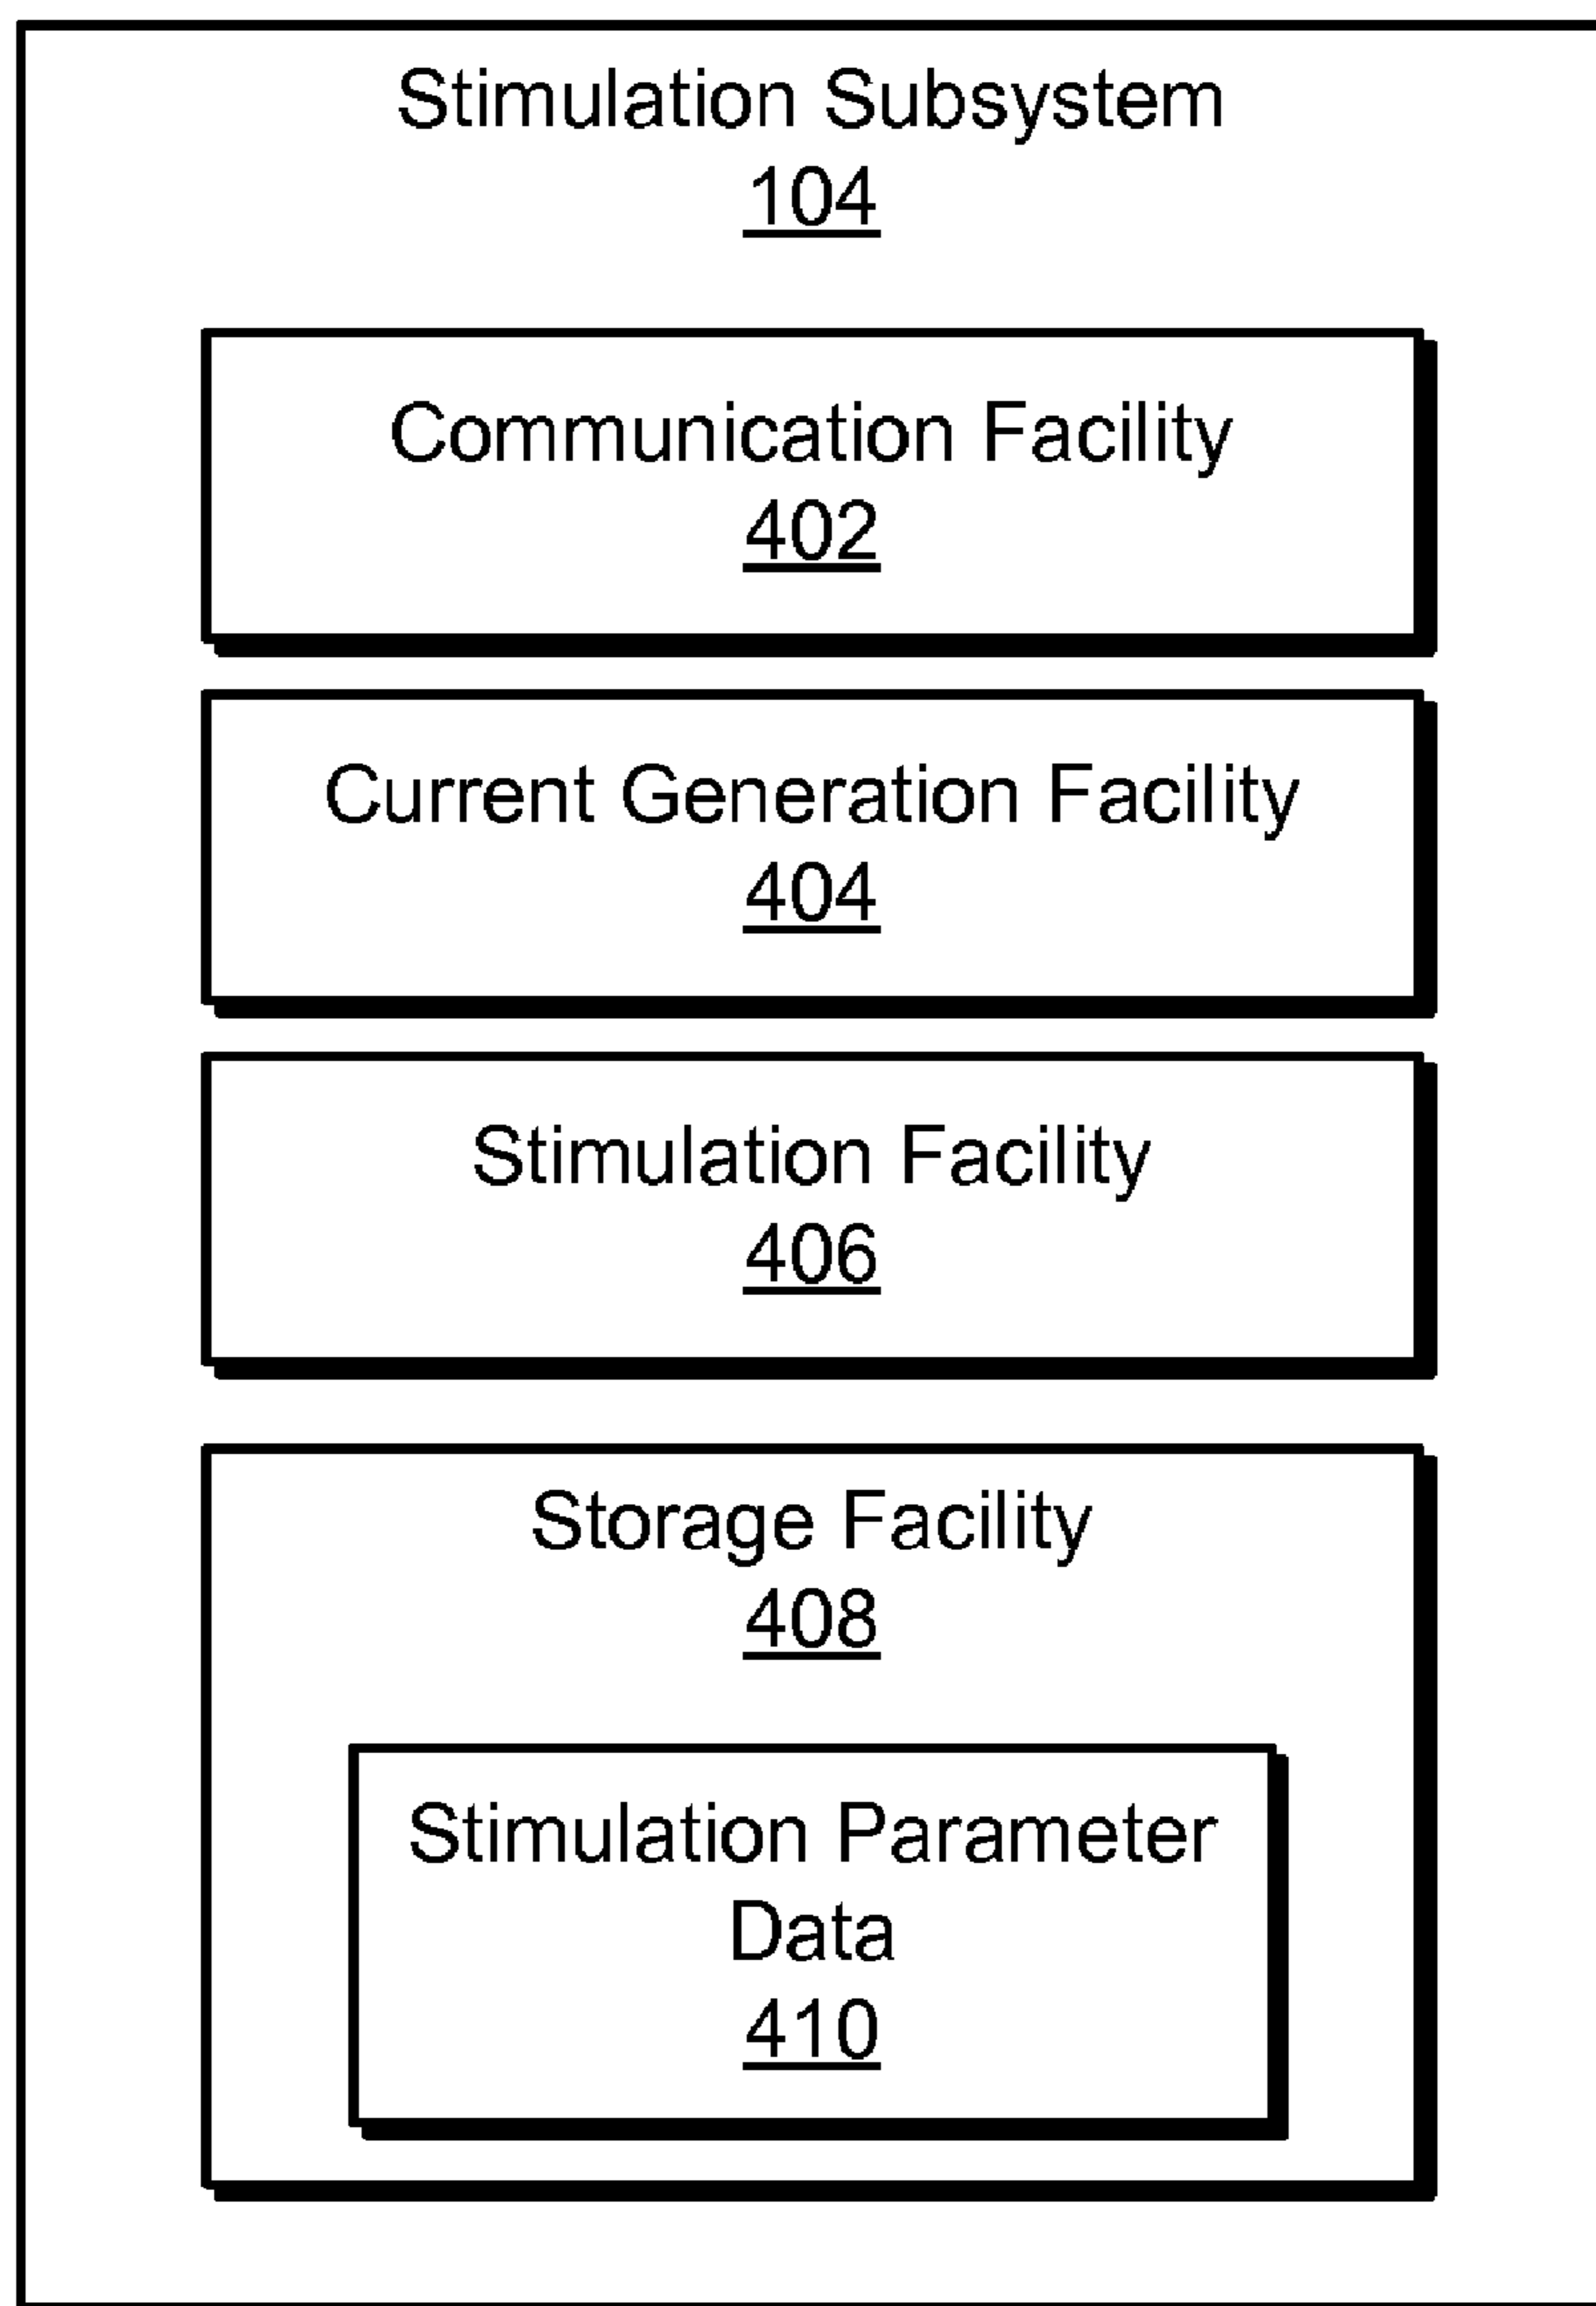 Stimulation Subsystem
104
Communication Facility
402
Current Generation Facility
404
Stimulation Facility
406
Storage Facility
408
Stimulation Parameter
Data
410